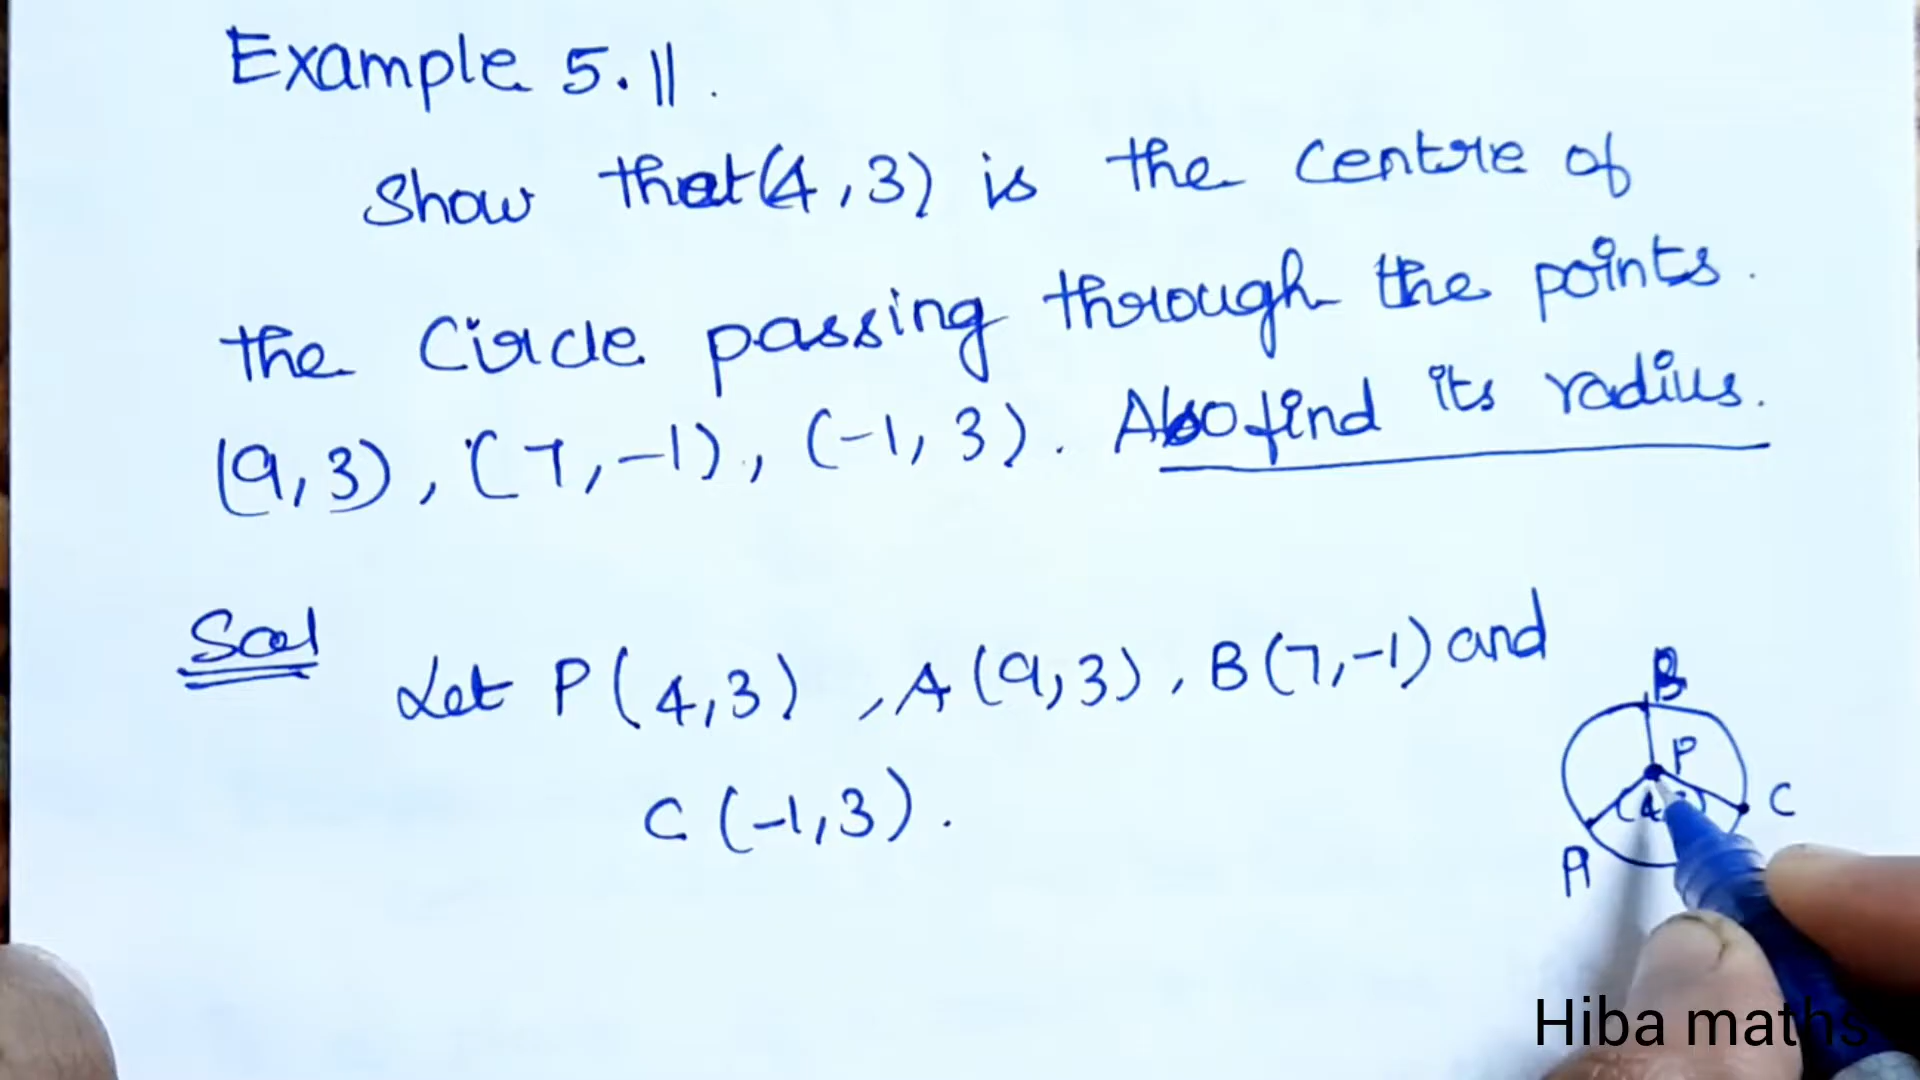 Example 5.11.
Show that (4,3) is the centre of
the Circle passing through the points.
(9,3), (7,-1), (-1,3). Also find its radius.
Sol
Let P(4,3), A(9,3), B(7,-1) and
C(-1,3).
B
P
C
(4
A
Hiba maths